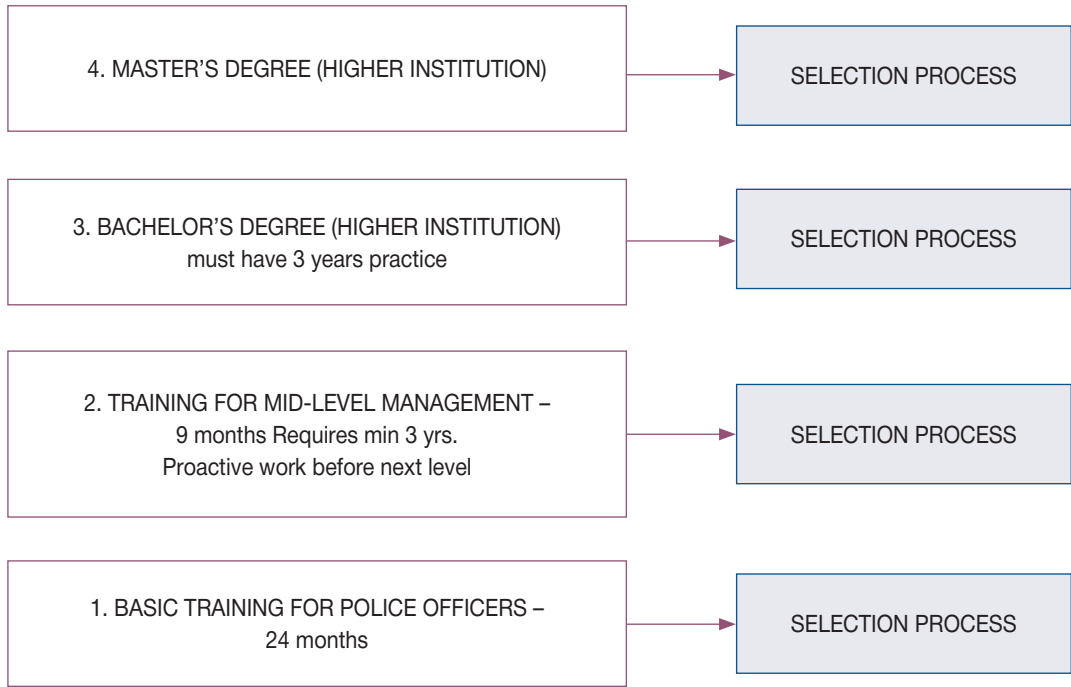 4. MASTER’S DEGREE (HIGHER INSTITUTION)
SELECTION PROCESS
3. BACHELOR’S DEGREE (HIGHER INSTITUTION)
must have 3 years practice
SELECTION PROCESS
2. TRAINING FOR MID-LEVEL MANAGEMENT –
9 months Requires min 3 yrs.
Proactive work before next level
SELECTION PROCESS
1. BASIC TRAINING FOR POLICE OFFICERS –
24 months
SELECTION PROCESS